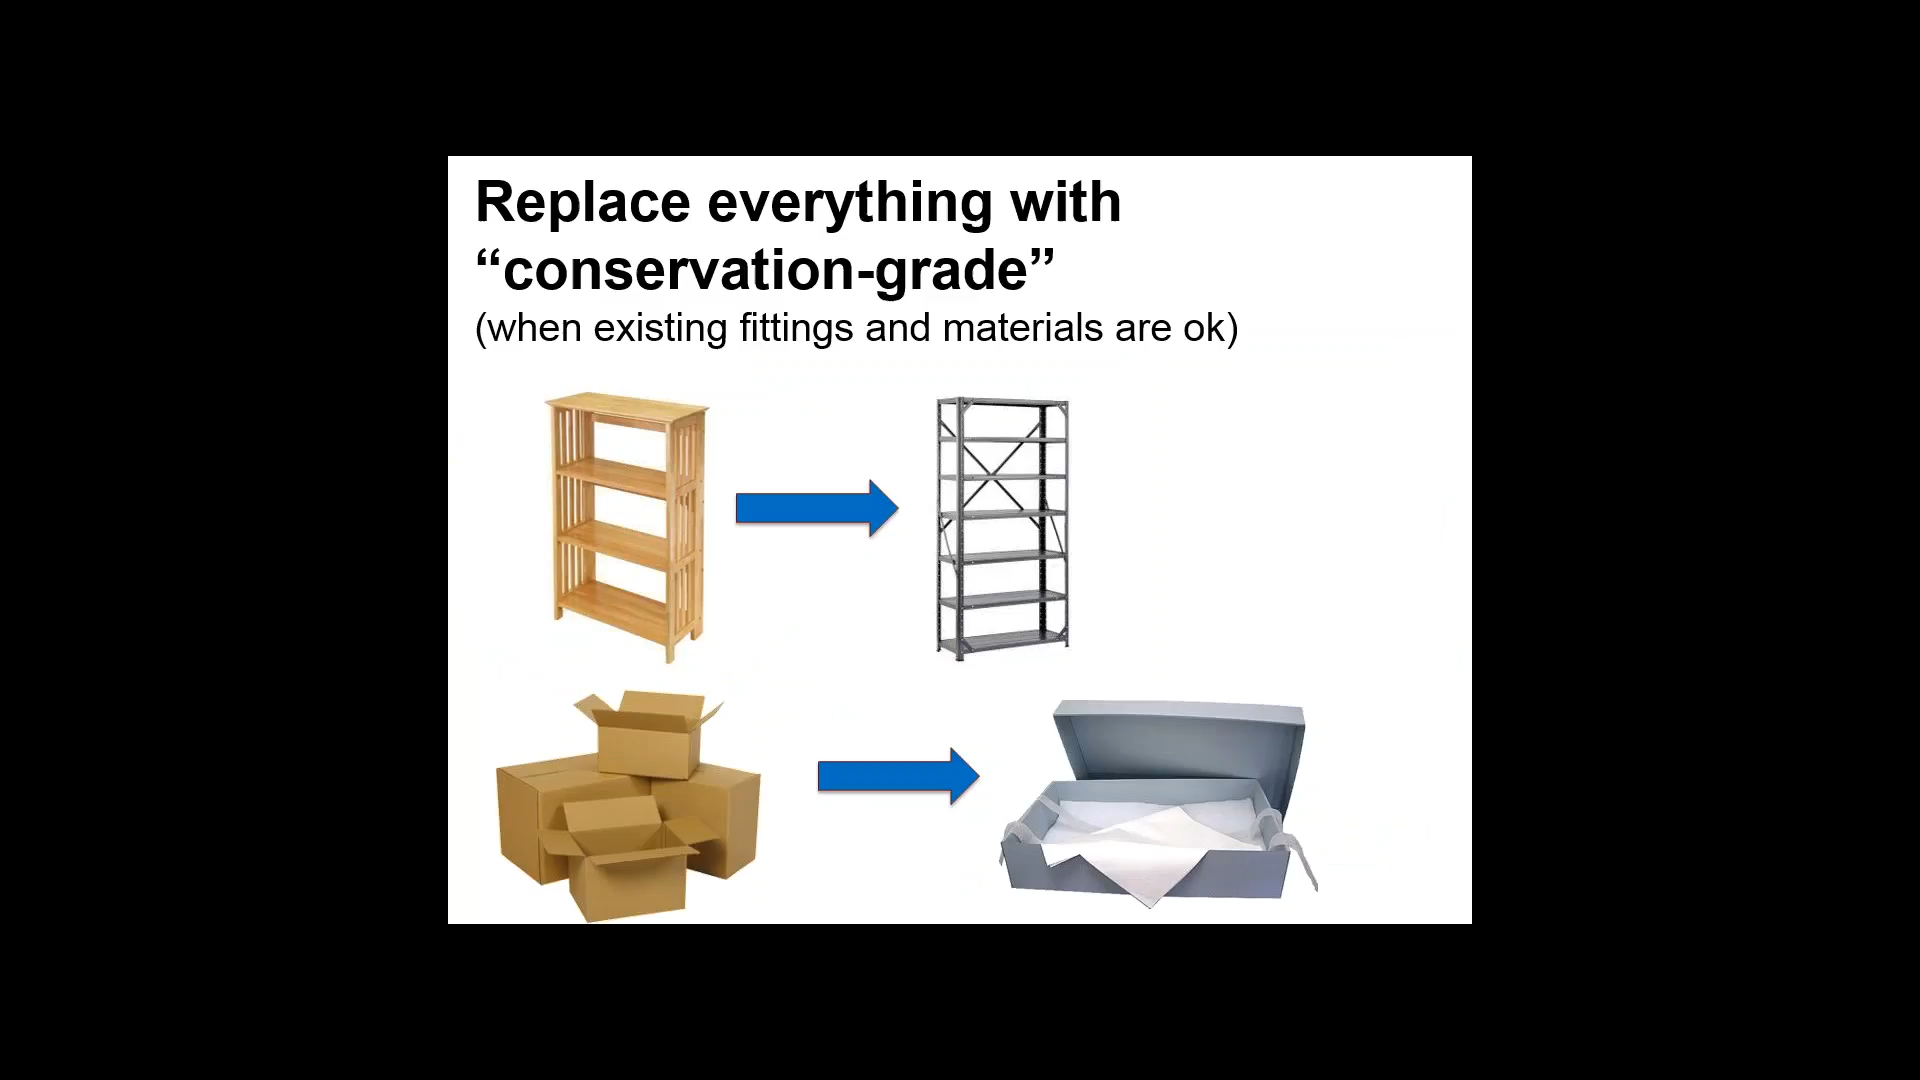 Replace everything with
“conservation-grade”
(when existing fittings and materials are ok)